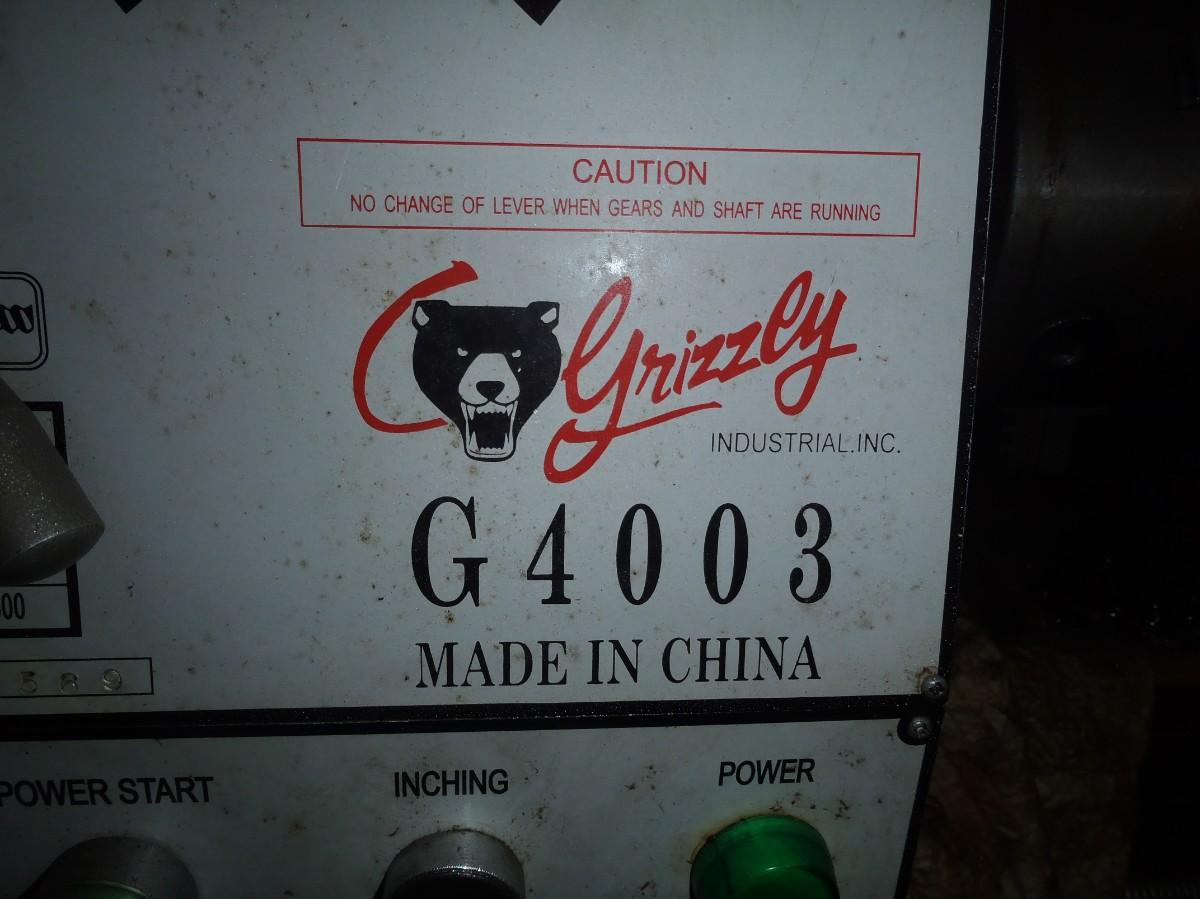 CAUTION
NO CHANGE OF LEVER WHEN GEARS AND SHAFT ARE RUNNING
Grizzly
INDUSTRIAL.INC.
G4003
MADE IN CHINA
589
POWER START
INCHING
POWER